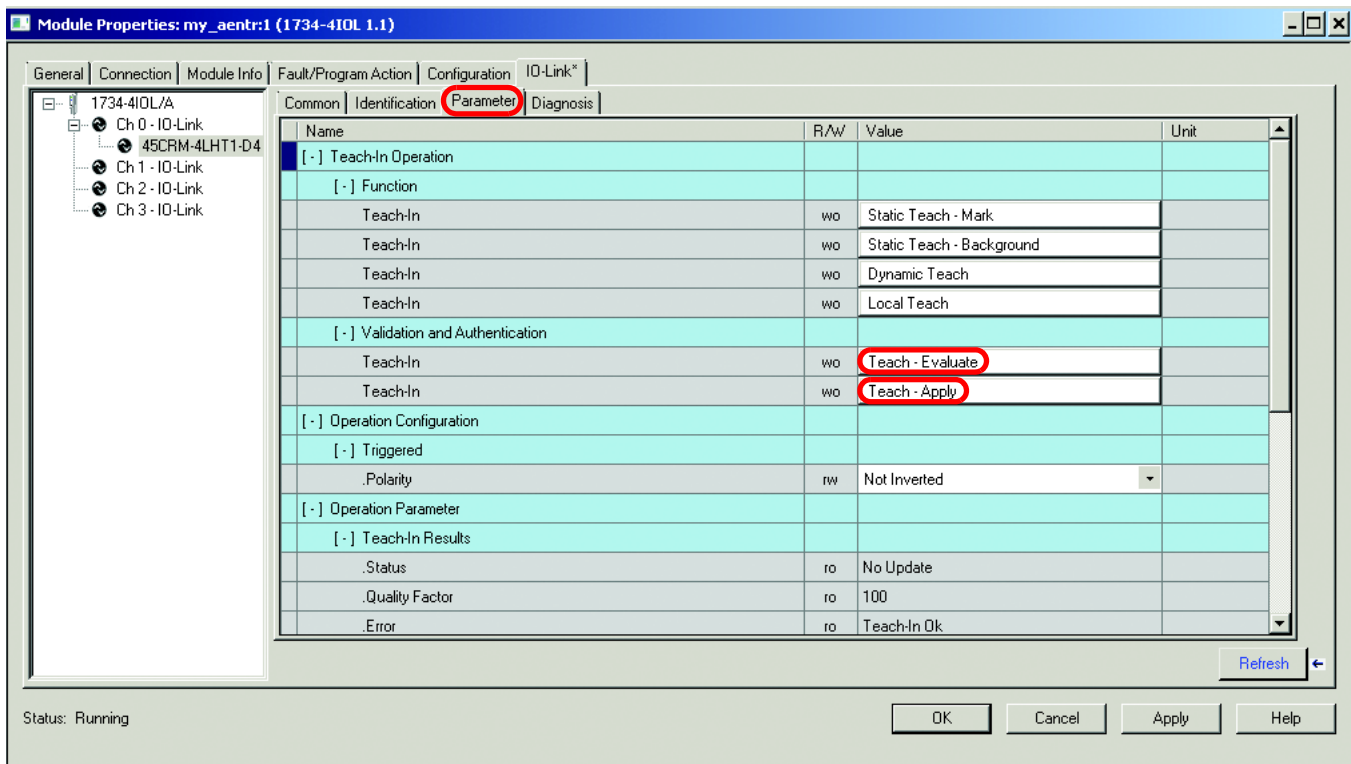 Module Properties: my_aentr:1 (1734-4IOL 1.1)
General Connection Module Info Fault/Program Action Configuration IO-Link*
1734-4IOL/A
Ch 0 - IO-Link
45CRM-4LHT1-D4
Ch 1 - IO-Link
Ch 2 - IO-Link
Ch 3 - IO-Link
Common Identification Parameter Diagnosis
Name R/W Value Unit
[-] Teach-In Operation
[-] Function
Teach-In wo Static Teach - Mark
Teach-In wo Static Teach - Background
Teach-In wo Dynamic Teach
Teach-In wo Local Teach
[-] Validation and Authentication
Teach-In wo Teach - Evaluate
Teach-In wo Teach - Apply
[-] Operation Configuration
[-] Triggered
.Polarity rw Not Inverted
[-] Operation Parameter
[-] Teach-In Results
.Status ro No Update
.Quality Factor ro 100
.Error ro Teach-In Ok
Refresh
Status: Running
OK Cancel Apply Help